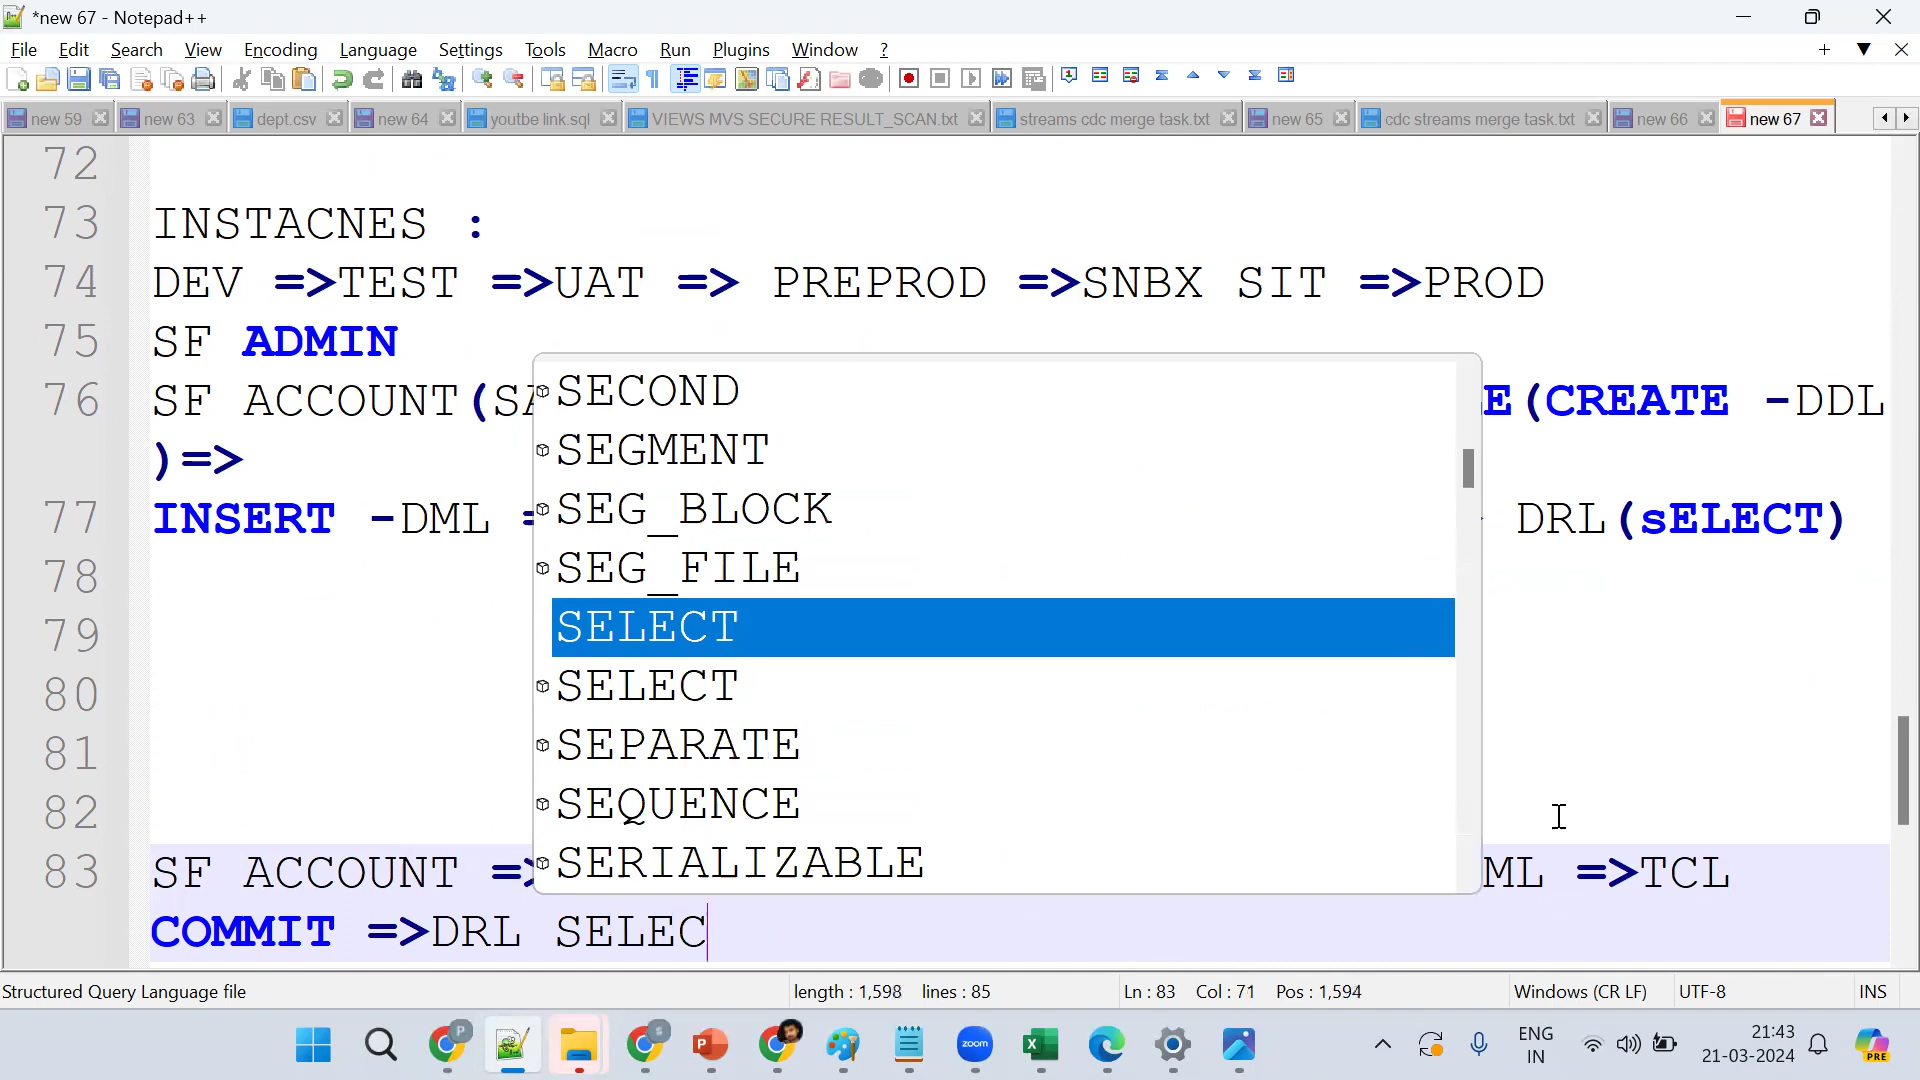 *new 67 - Notepad++
File Edit Search View Encoding Language Settings Tools Macro Run Plugins Window ?
new 59 new 63 dept.csv new 64 youtbe link.sql VIEWS MVS SECURE RESULT_SCAN.txt streams cdc merge task.txt new 65 cdc streams merge task.txt new 66 new 67
72
73 INSTACNES :
74 DEV =>TEST =>UAT => PREPROD =>SNBX SIT =>PROD
75 SF ADMIN
76 SF ACCOUNT(SA E(CREATE -DDL
)=>
77 INSERT -DML = DRL(sELECT)
78
79
80
81
82
83 SF ACCOUNT => ML =>TCL
COMMIT =>DRL SELEC
SECOND
SEGMENT
SEG_BLOCK
SEG_FILE
SELECT
SELECT
SEPARATE
SEQUENCE
SERIALIZABLE
Structured Query Language file length : 1,598 lines : 85 Ln : 83 Col : 71 Pos : 1,594 Windows (CR LF) UTF-8 INS
P S zoom ENG 21:43
IN 21-03-2024 PRE